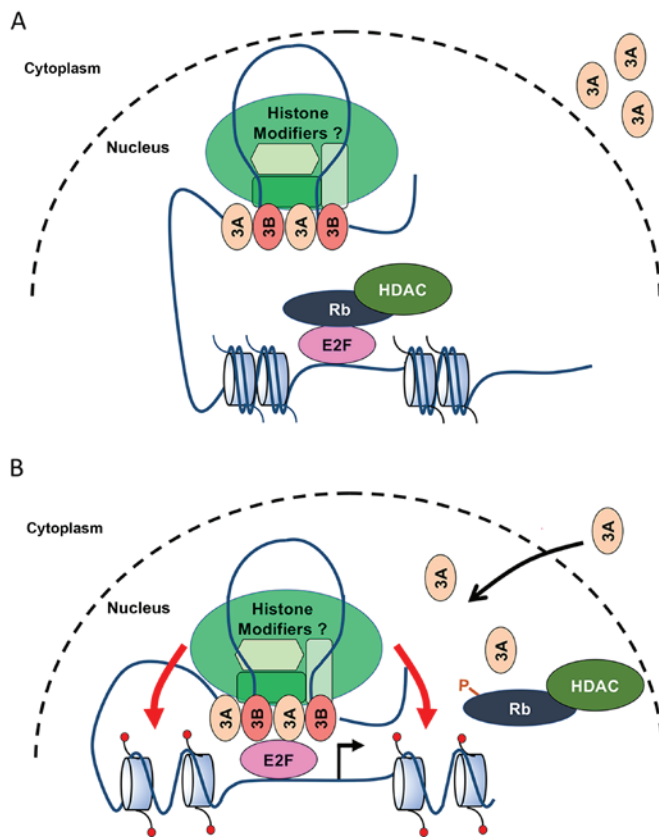 A
Cytoplasm
3A
3A
3A
Histone
Modifiers ?
Nucleus
3A
3B
3A
3B
HDAC
Rb
E2F
B
Cytoplasm
3A
3A
Nucleus
Histone
Modifiers ?
3A
P
HDAC
Rb
3A
3B
3A
3B
E2F